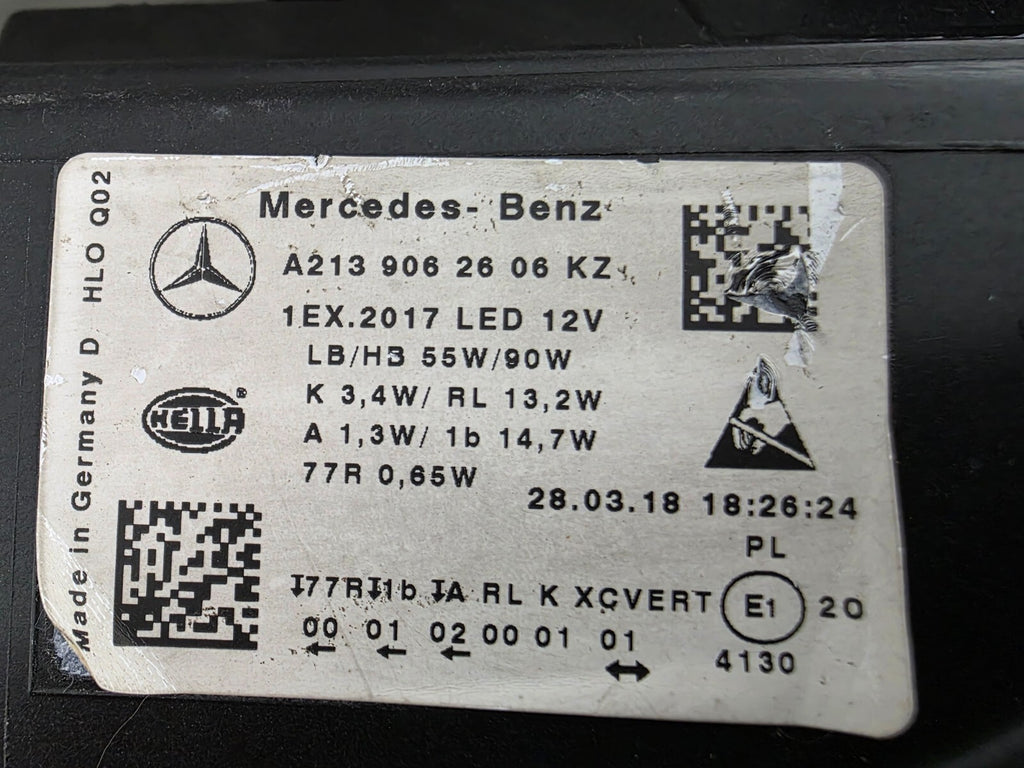 Made in Germany D HLO Q02
Mercedes-Benz
A213 906 26 06 KZ
1EX.2017 LED 12V
LB/HB 55W/90W
HELLA®
K 3,4W/ RL 13,2W
A 1,3W/ 1b 14,7W
77R 0,65W
28.03.18 18:26:24
PL
77R 1b A RL K XCVERT E1 20
00 01 02 00 01 01
4130